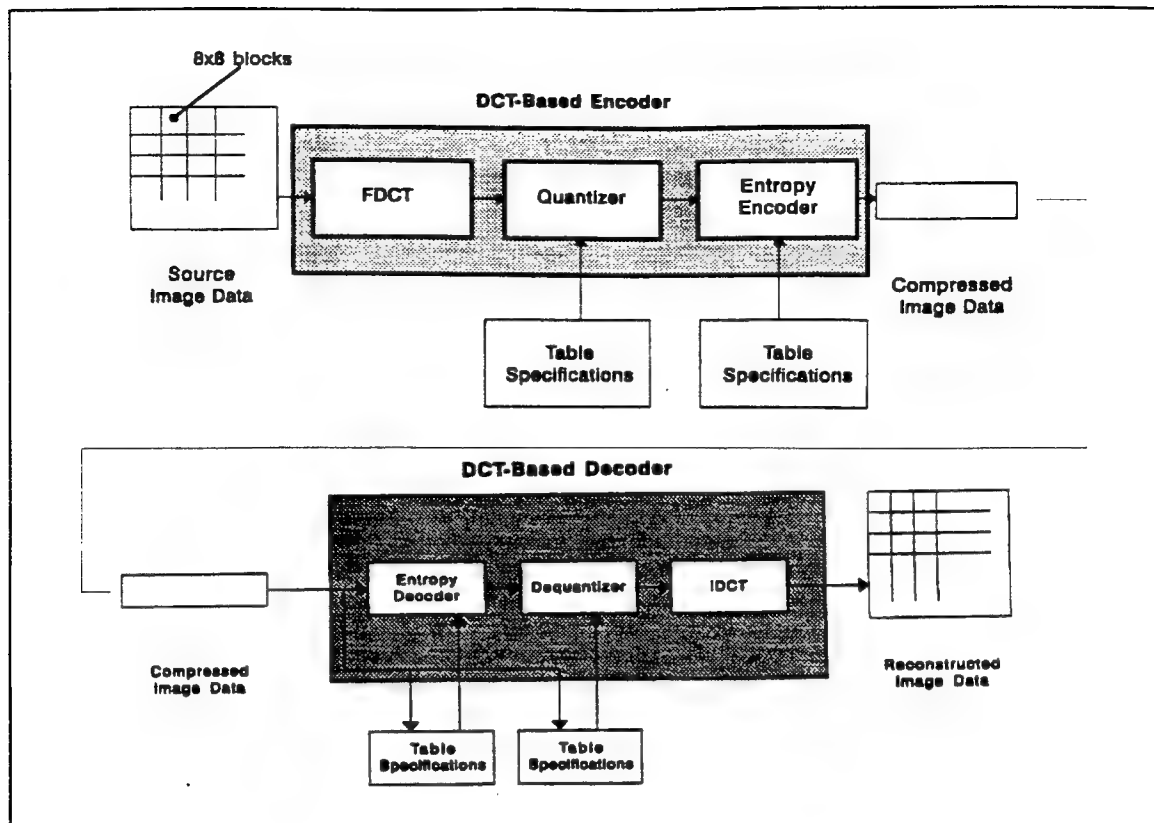 8x8 blocks
DCT-Based Encoder
FDCT
Quantizer
Entropy
Encoder
Source
Image Data
Compressed
Image Data
Table
Specifications
Table
Specifications
DCT-Based Decoder
Entropy
Decoder
Dequantizer
IDCT
Compressed
Image Data
Reconstructed
Image Data
Table
Specifications
Table
Specifications